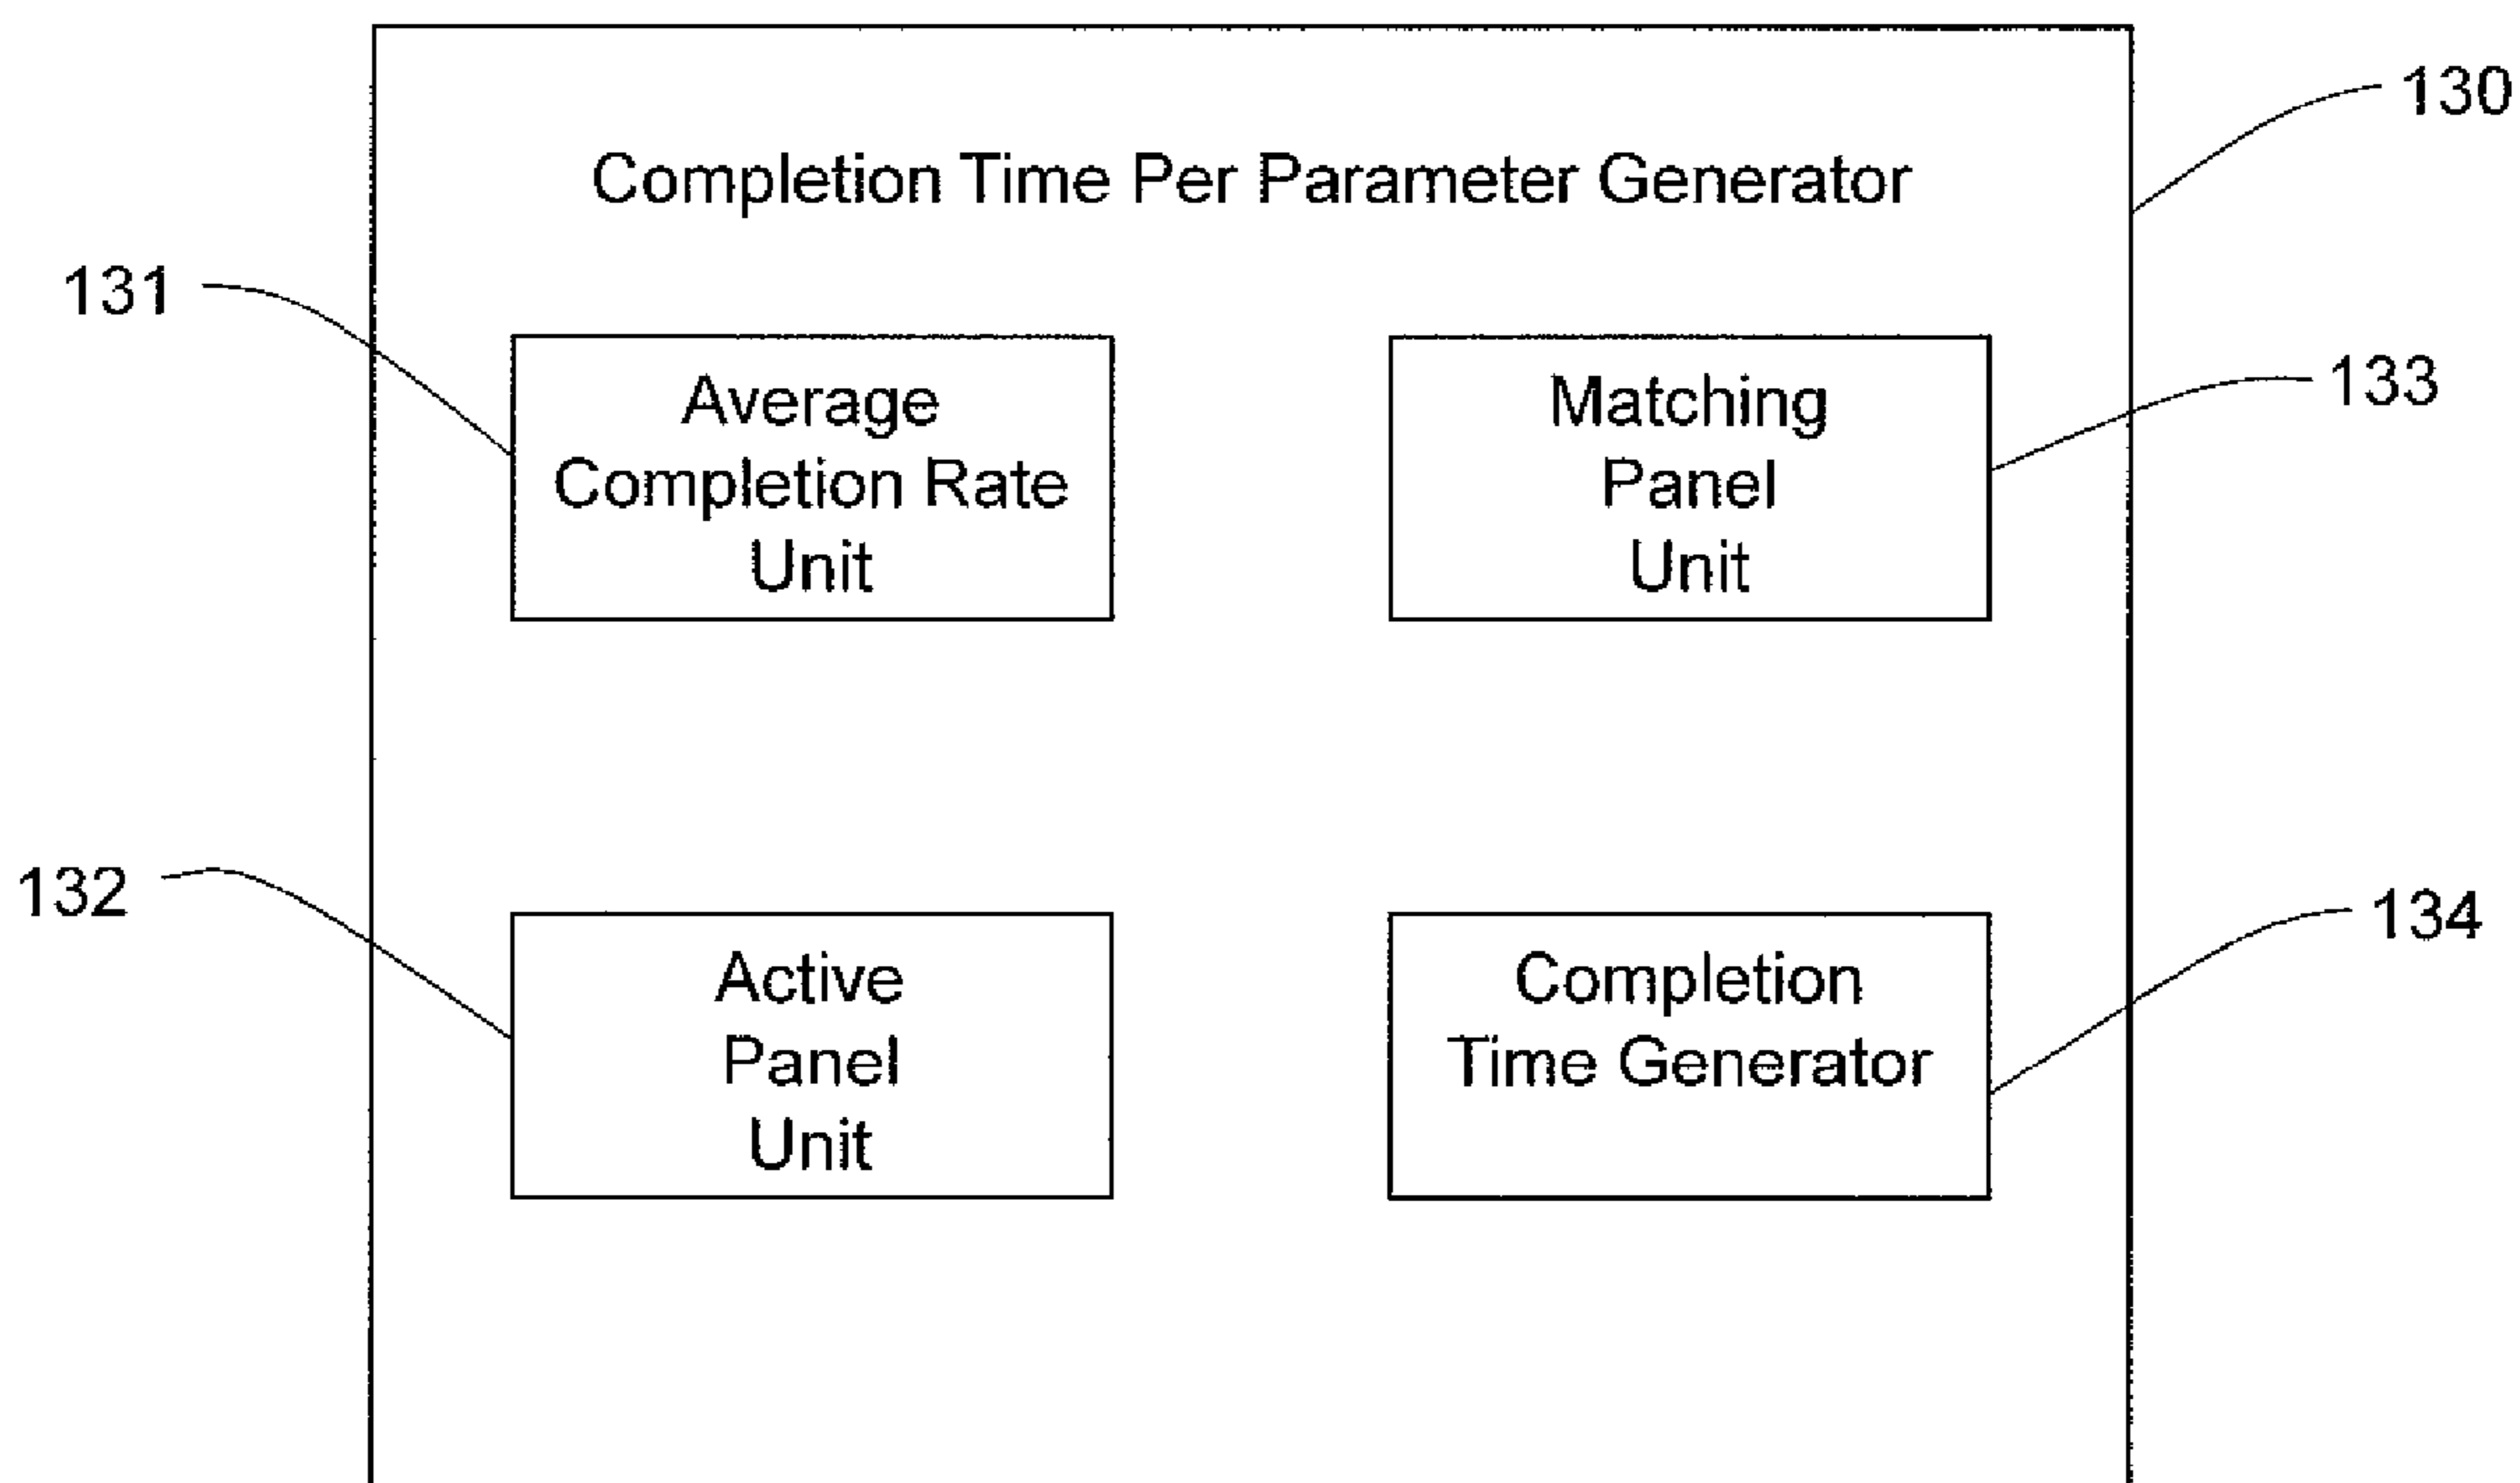 130
Completion Time Per Parameter Generator
131
Average
Completion Rate
Unit
Matching
Panel
Unit
133
132
Active
Panel
Unit
Completion
Time Generator
134